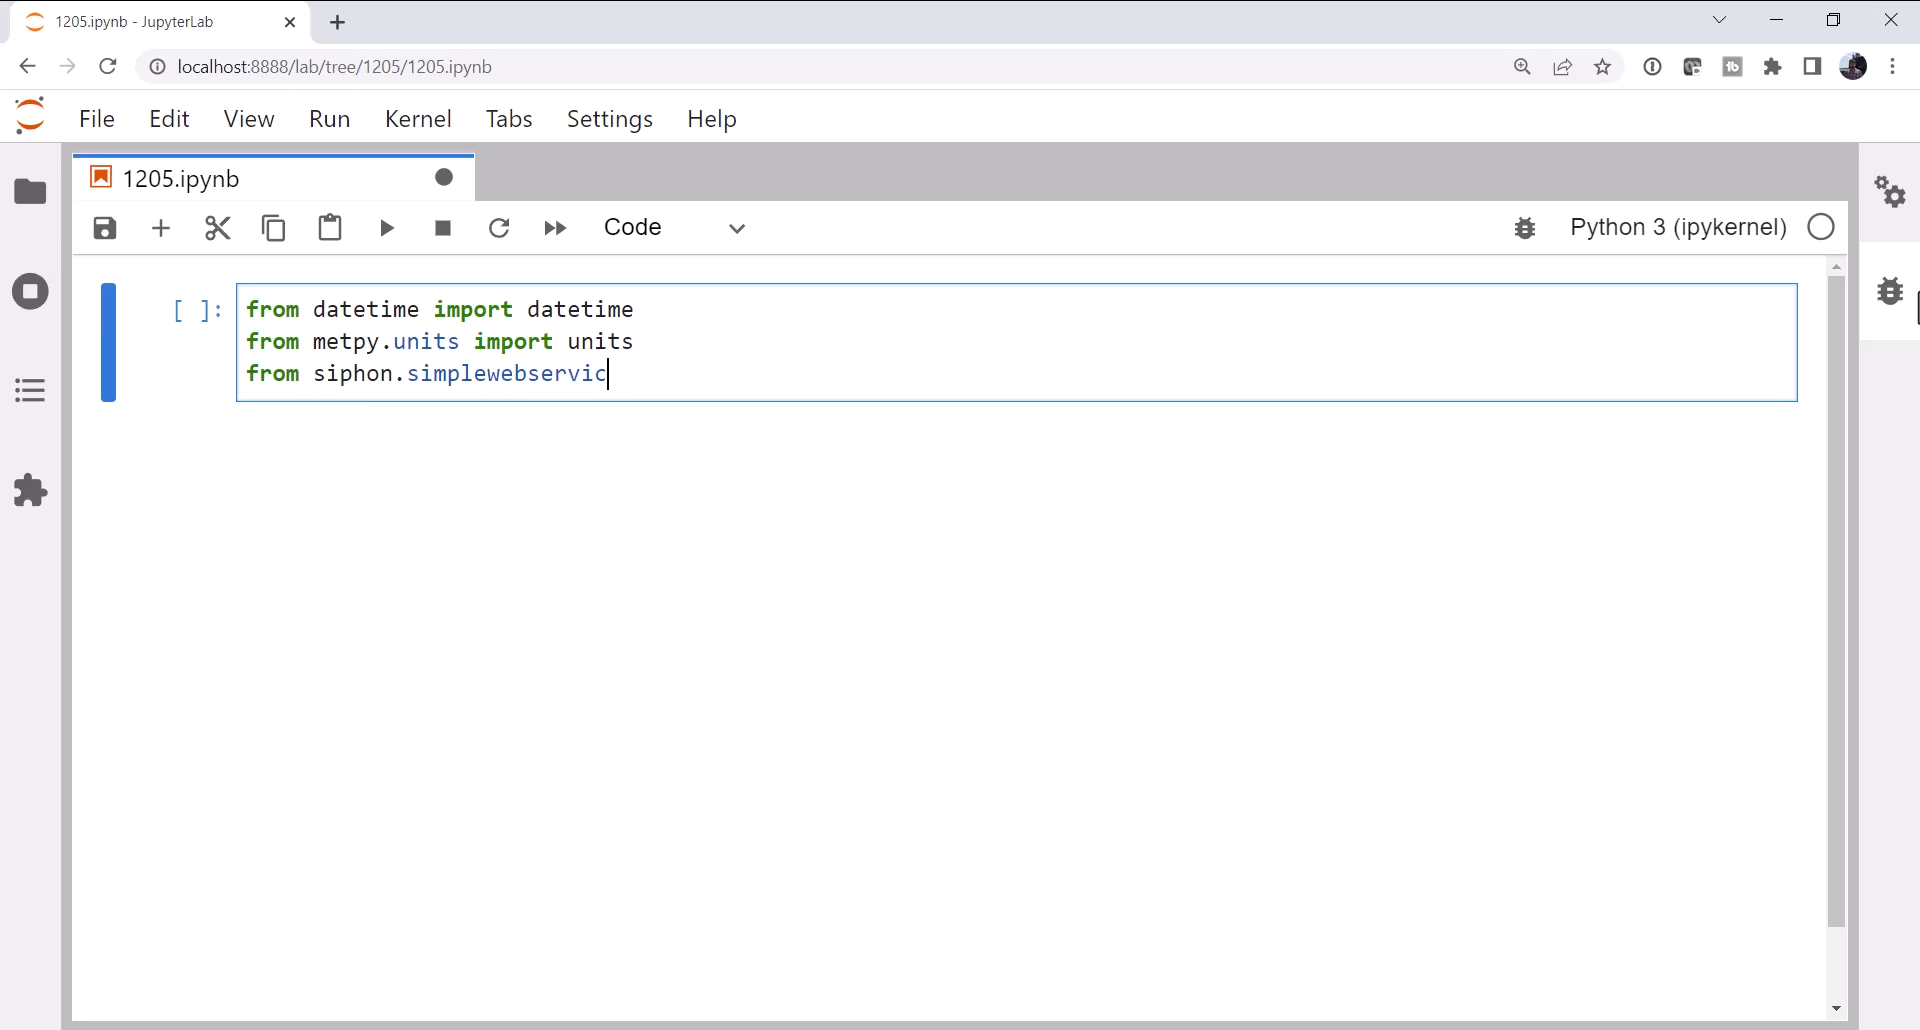 1205.ipynb - JupyterLab
localhost:8888/lab/tree/1205/1205.ipynb
File Edit View Run Kernel Tabs Settings Help
1205.ipynb
Code Python 3 (ipykernel)
[ ]: from datetime import datetime
from metpy.units import units
from siphon.simplewebservic